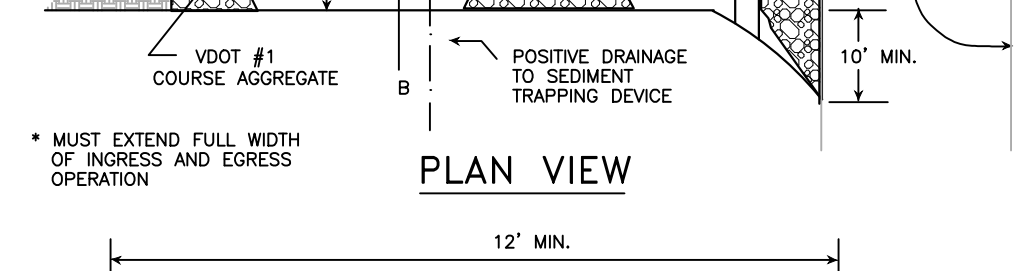 VDOT #1
COURSE AGGREGATE
B
POSITIVE DRAINAGE
TO SEDIMENT
TRAPPING DEVICE
10' MIN.
* MUST EXTEND FULL WIDTH
OF INGRESS AND EGRESS
OPERATION
PLAN VIEW
12' MIN.